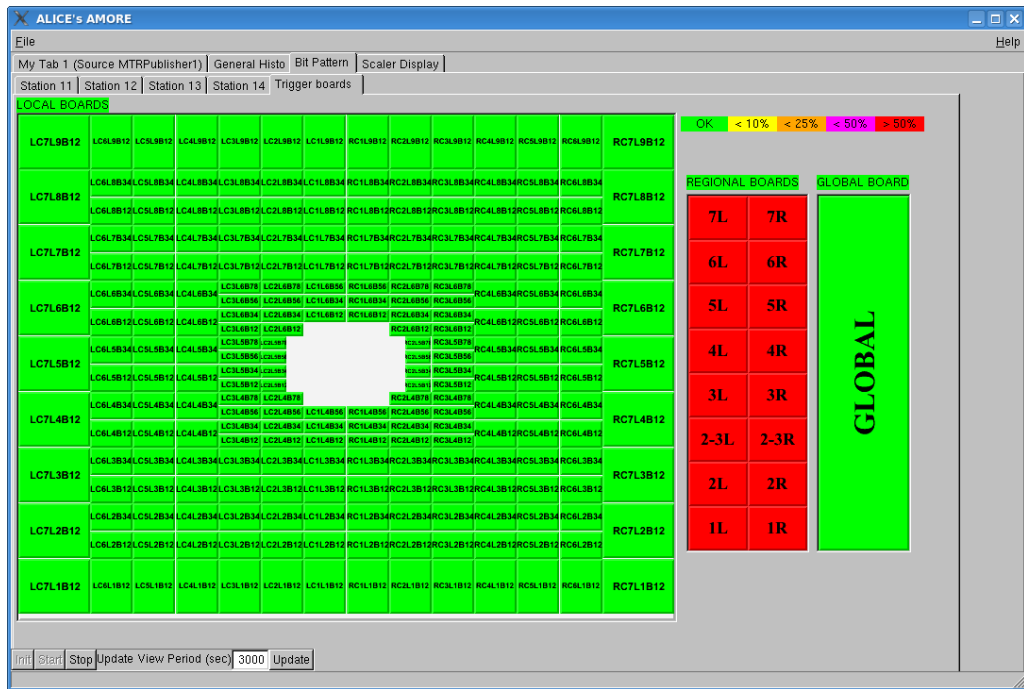 ALICE's AMORE
File Help
My Tab 1 (Source MTRPublisher1) General Histo Bit Pattern Scaler Display
Station 11 Station 12 Station 13 Station 14 Trigger boards
LOCAL BOARDS
OK < 10% < 25% < 50% > 50%
LC7L9B12 LC6L9B12 LC5L9B12 LC4L9B12 LC3L9B12 LC2L9B12 LC1L9B12 RC1L9B12 RC2L9B12 RC3L9B12 RC4L9B12 RC5L9B12 RC6L9B12 RC7L9B12
LC6L8B34 LC5L8B34 LC4L8B34 LC3L8B34 LC2L8B34 LC1L8B34 RC1L8B34 RC2L8B34 RC3L8B34 RC4L8B34 RC5L8B34 RC6L8B34
LC7L8B12 RC7L8B12
LC6L8B12 LC5L8B12 LC4L8B12 LC3L8B12 LC2L8B12 LC1L8B12 RC1L8B12 RC2L8B12 RC3L8B12 RC4L8B12 RC5L8B12 RC6L8B12
LC6L7B34 LC5L7B34 LC4L7B34 LC3L7B34 LC2L7B34 LC1L7B34 RC1L7B34 RC2L7B34 RC3L7B34 RC4L7B34 RC5L7B34 RC6L7B34
LC7L7B12 RC7L7B12
LC6L7B12 LC5L7B12 LC4L7B12 LC3L7B12 LC2L7B12 LC1L7B12 RC1L7B12 RC2L7B12 RC3L7B12 RC4L7B12 RC5L7B12 RC6L7B12
LC3L6B78 LC2L6B78 LC1L6B56 RC1L6B56 RC2L6B78 RC3L6B78
LC6L6B34 LC5L6B34 LC4L6B34 RC4L6B34 RC5L6B34 RC6L6B34
LC3L6B56 LC2L6B56 LC1L6B34 RC1L6B34 RC2L6B56 RC3L6B56
LC7L6B12 RC7L6B12
LC3L6B34 LC2L6B34 LC1L6B12 RC1L6B12 RC2L6B34 RC3L6B34
LC6L6B12 LC5L6B12 LC4L6B12 RC4L6B12 RC5L6B12 RC6L6B12
LC3L6B12 LC2L6B12 RC2L6B12 RC3L6B12
LC3L5B78 RC3L5B78
LC6L5B34 LC5L5B34 LC4L5B34 RC4L5B34 RC5L5B34 RC6L5B34
LC3L5B56 RC3L5B56
LC7L5B12 RC7L5B12
LC3L5B34 RC3L5B34
LC6L5B12 LC5L5B12 LC4L5B12 RC4L5B12 RC5L5B12 RC6L5B12
LC3L5B12 RC3L5B12
LC3L4B78 LC2L4B78 RC2L4B78 RC3L4B78
LC6L4B34 LC5L4B34 LC4L4B34 RC4L4B34 RC5L4B34 RC6L4B34
LC3L4B56 LC2L4B56 LC1L4B56 RC1L4B56 RC2L4B56 RC3L4B56
LC7L4B12 RC7L4B12
LC3L4B34 LC2L4B34 LC1L4B34 RC1L4B34 RC2L4B34 RC3L4B34
LC6L4B12 LC5L4B12 LC4L4B12 RC4L4B12 RC5L4B12 RC6L4B12
LC3L4B12 LC2L4B12 LC1L4B12 RC1L4B12 RC2L4B12 RC3L4B12
LC6L3B34 LC5L3B34 LC4L3B34 LC3L3B34 LC2L3B34 LC1L3B34 RC1L3B34 RC2L3B34 RC3L3B34 RC4L3B34 RC5L3B34 RC6L3B34
LC7L3B12 RC7L3B12
LC6L3B12 LC5L3B12 LC4L3B12 LC3L3B12 LC2L3B12 LC1L3B12 RC1L3B12 RC2L3B12 RC3L3B12 RC4L3B12 RC5L3B12 RC6L3B12
LC6L2B34 LC5L2B34 LC4L2B34 LC3L2B34 LC2L2B34 LC1L2B34 RC1L2B34 RC2L2B34 RC3L2B34 RC4L2B34 RC5L2B34 RC6L2B34
LC7L2B12 RC7L2B12
LC6L2B12 LC5L2B12 LC4L2B12 LC3L2B12 LC2L2B12 LC1L2B12 RC1L2B12 RC2L2B12 RC3L2B12 RC4L2B12 RC5L2B12 RC6L2B12
LC7L1B12 LC6L1B12 LC5L1B12 LC4L1B12 LC3L1B12 LC2L1B12 LC1L1B12 RC1L1B12 RC2L1B12 RC3L1B12 RC4L1B12 RC5L1B12 RC6L1B12 RC7L1B12
REGIONAL BOARDS
7L 7R
6L 6R
5L 5R
4L 4R
3L 3R
2-3L 2-3R
2L 2R
1L 1R
GLOBAL BOARD
GLOBAL
Init Start Stop Update View Period (sec) 3000 Update